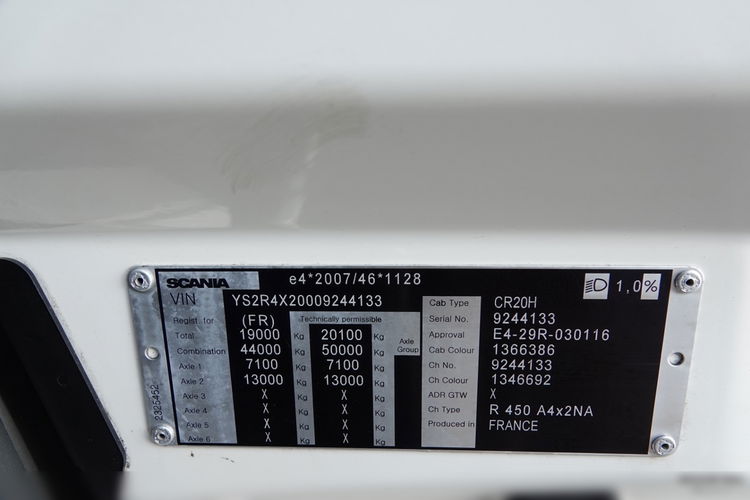 SCANIA e4*2007/46*1128 1,0%
VIN YS2R4X20009244133 Cab Type CR20H
Regist. for (FR) Technically permissible Serial No. 9244133
Total 19000 Kg 20100 Kg Axle Group Approval E4-29R-030116
Combination 44000 Kg 50000 Kg Cab Colour 1366386
Axle 1 7100 Kg 7100 Kg Ch No. 9244133
Axle 2 13000 Kg 13000 Kg Ch Colour 1346692
Axle 3 X Kg X Kg ADR GTW X
Axle 4 X Kg X Kg Ch Type R 450 A4x2NA
Axle 5 X Kg X Kg Produced in FRANCE
Axle 6 X Kg X Kg
2325452